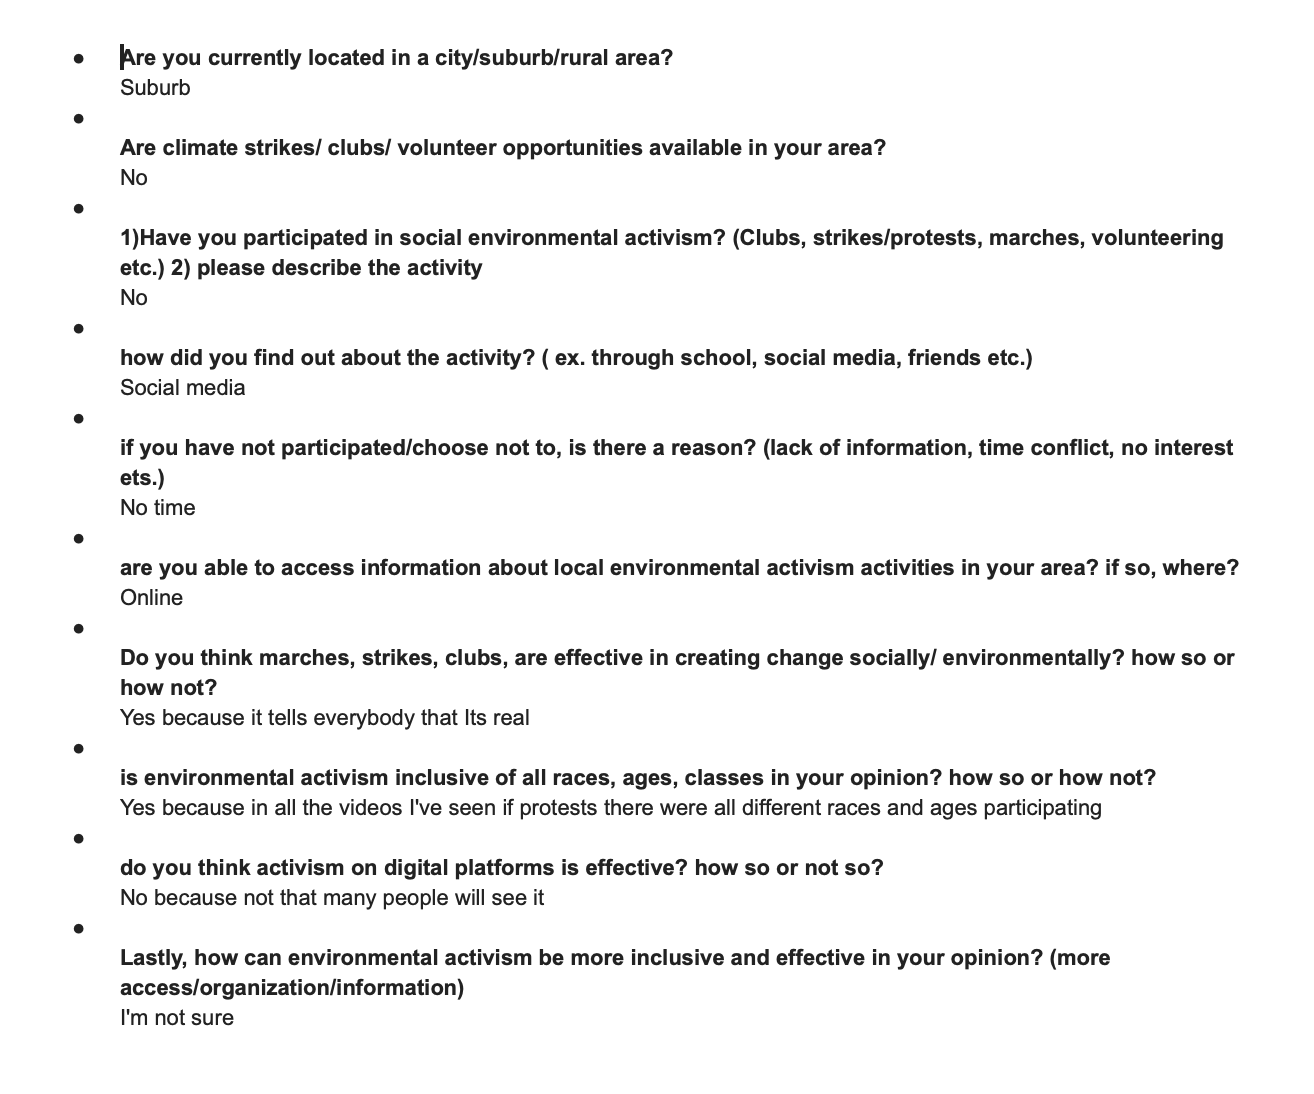 Are you currently located in a city/suburb/rural area?
Suburb
Are climate strikes/ clubs/ volunteer opportunities available in your area?
No
1)Have you participated in social environmental activism? (Clubs, strikes/protests, marches, volunteering
etc.) 2) please describe the activity
No
how did you find out about the activity? ( ex. through school, social media, friends etc.)
Social media
if you have not participated/choose not to, is there a reason? (lack of information, time conflict, no interest
ets.)
No time
are you able to access information about local environmental activism activities in your area? if so, where?
Online
Do you think marches, strikes, clubs, are effective in creating change socially/ environmentally? how so or
how not?
Yes because it tells everybody that Its real
is environmental activism inclusive of all races, ages, classes in your opinion? how so or how not?
Yes because in all the videos I've seen if protests there were all different races and ages participating
do you think activism on digital platforms is effective? how so or not so?
No because not that many people will see it
Lastly, how can environmental activism be more inclusive and effective in your opinion? (more
access/organization/information)
I'm not sure